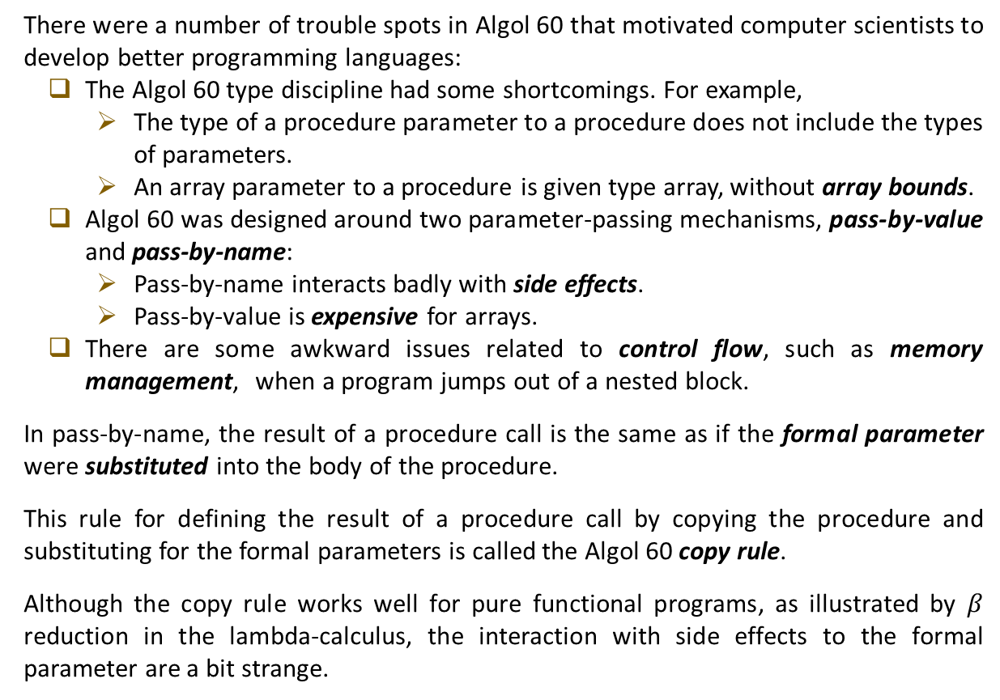 There were a number of trouble spots in Algol 60 that motivated computer scientists to
develop better programming languages:
❑ The Algol 60 type discipline had some shortcomings. For example,
➢ The type of a procedure parameter to a procedure does not include the types
of parameters.
➢ An array parameter to a procedure is given type array, without array bounds.
❑ Algol 60 was designed around two parameter-passing mechanisms, pass-by-value
and pass-by-name:
➢ Pass-by-name interacts badly with side effects.
➢ Pass-by-value is expensive for arrays.
❑ There are some awkward issues related to control flow, such as memory
management, when a program jumps out of a nested block.
In pass-by-name, the result of a procedure call is the same as if the formal parameter
were substituted into the body of the procedure.
This rule for defining the result of a procedure call by copying the procedure and
substituting for the formal parameters is called the Algol 60 copy rule.
Although the copy rule works well for pure functional programs, as illustrated by β
reduction in the lambda-calculus, the interaction with side effects to the formal
parameter are a bit strange.